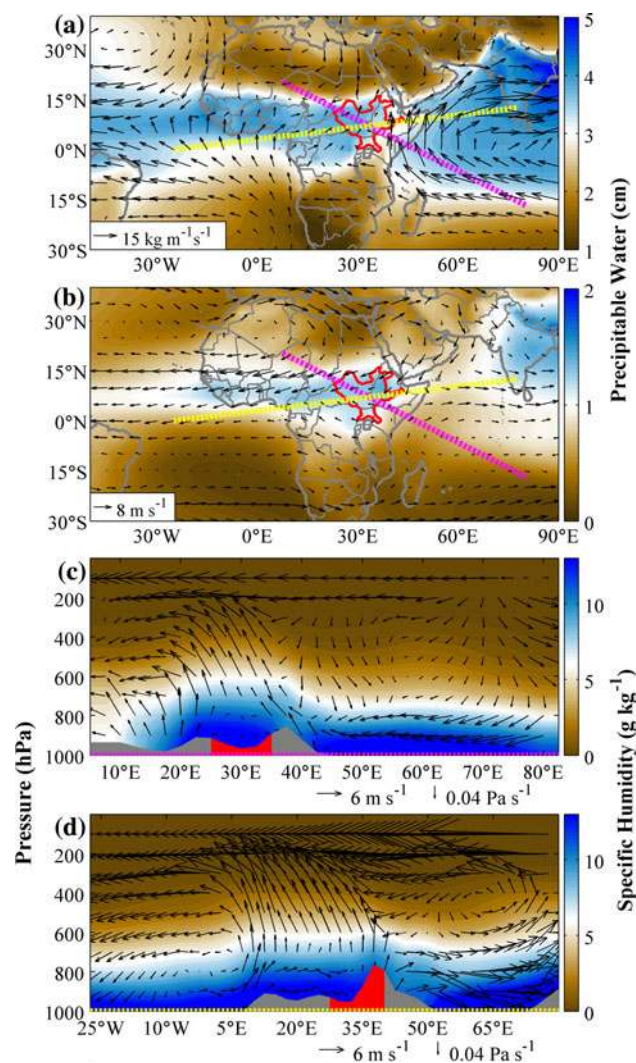 (a)
30°N
15°N
0°N
15°S
30°S
15 kg m⁻¹s⁻¹
30°W 0°E 30°E 60°E 90°E
5
4
3
2
1
(b)
30°N
15°N
0°N
15°S
30°S
8 m s⁻¹
30°W 0°E 30°E 60°E 90°E
2
1
0
Precipitable Water (cm)
(c)
200
400
600
800
1000
10°E 20°E 30°E 40°E 50°E 60°E 70°E 80°E
6 m s⁻¹ 0.04 Pa s⁻¹
10
5
0
(d)
200
400
600
800
1000
25°W 10°W 5°E 20°E 35°E 50°E 65°E
6 m s⁻¹ 0.04 Pa s⁻¹
10
5
0
Pressure (hPa)
Specific Humidity (g kg⁻¹)